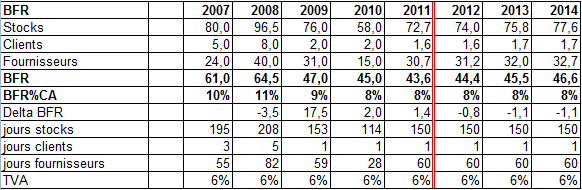 BFR 2007 2008 2009 2010 2011 2012 2013 2014
Stocks 80,0 96,5 76,0 58,0 72,7 74,0 75,8 77,6
Clients 5,0 8,0 2,0 2,0 1,6 1,6 1,7 1,7
Fournisseurs 24,0 40,0 31,0 15,0 30,7 31,2 32,0 32,7
BFR 61,0 64,5 47,0 45,0 43,6 44,4 45,5 46,6
BFR%CA 10% 11% 9% 8% 8% 8% 8% 8%
Delta BFR -3,5 17,5 2,0 1,4 -0,8 -1,1 -1,1
jours stocks 195 208 153 114 150 150 150 150
jours clients 3 5 1 1 1 1 1 1
jours fournisseurs 55 82 59 28 60 60 60 60
TVA 6% 6% 6% 6% 6% 6% 6% 6%